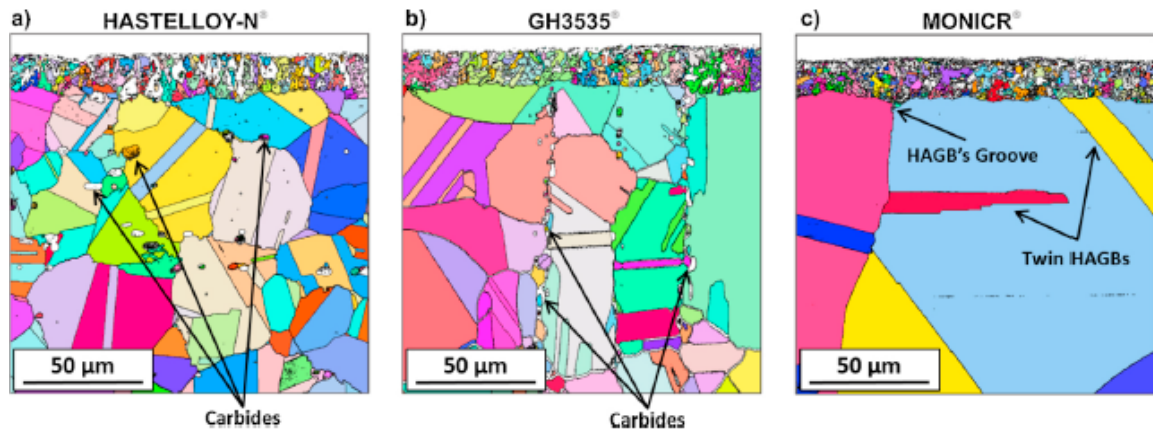 a) HASTELLOY-N®
b) GH3535®
c) MONICR®
HAGB's Groove
Twin HAGBs
50 µm
50 µm
50 µm
Carbides
Carbides